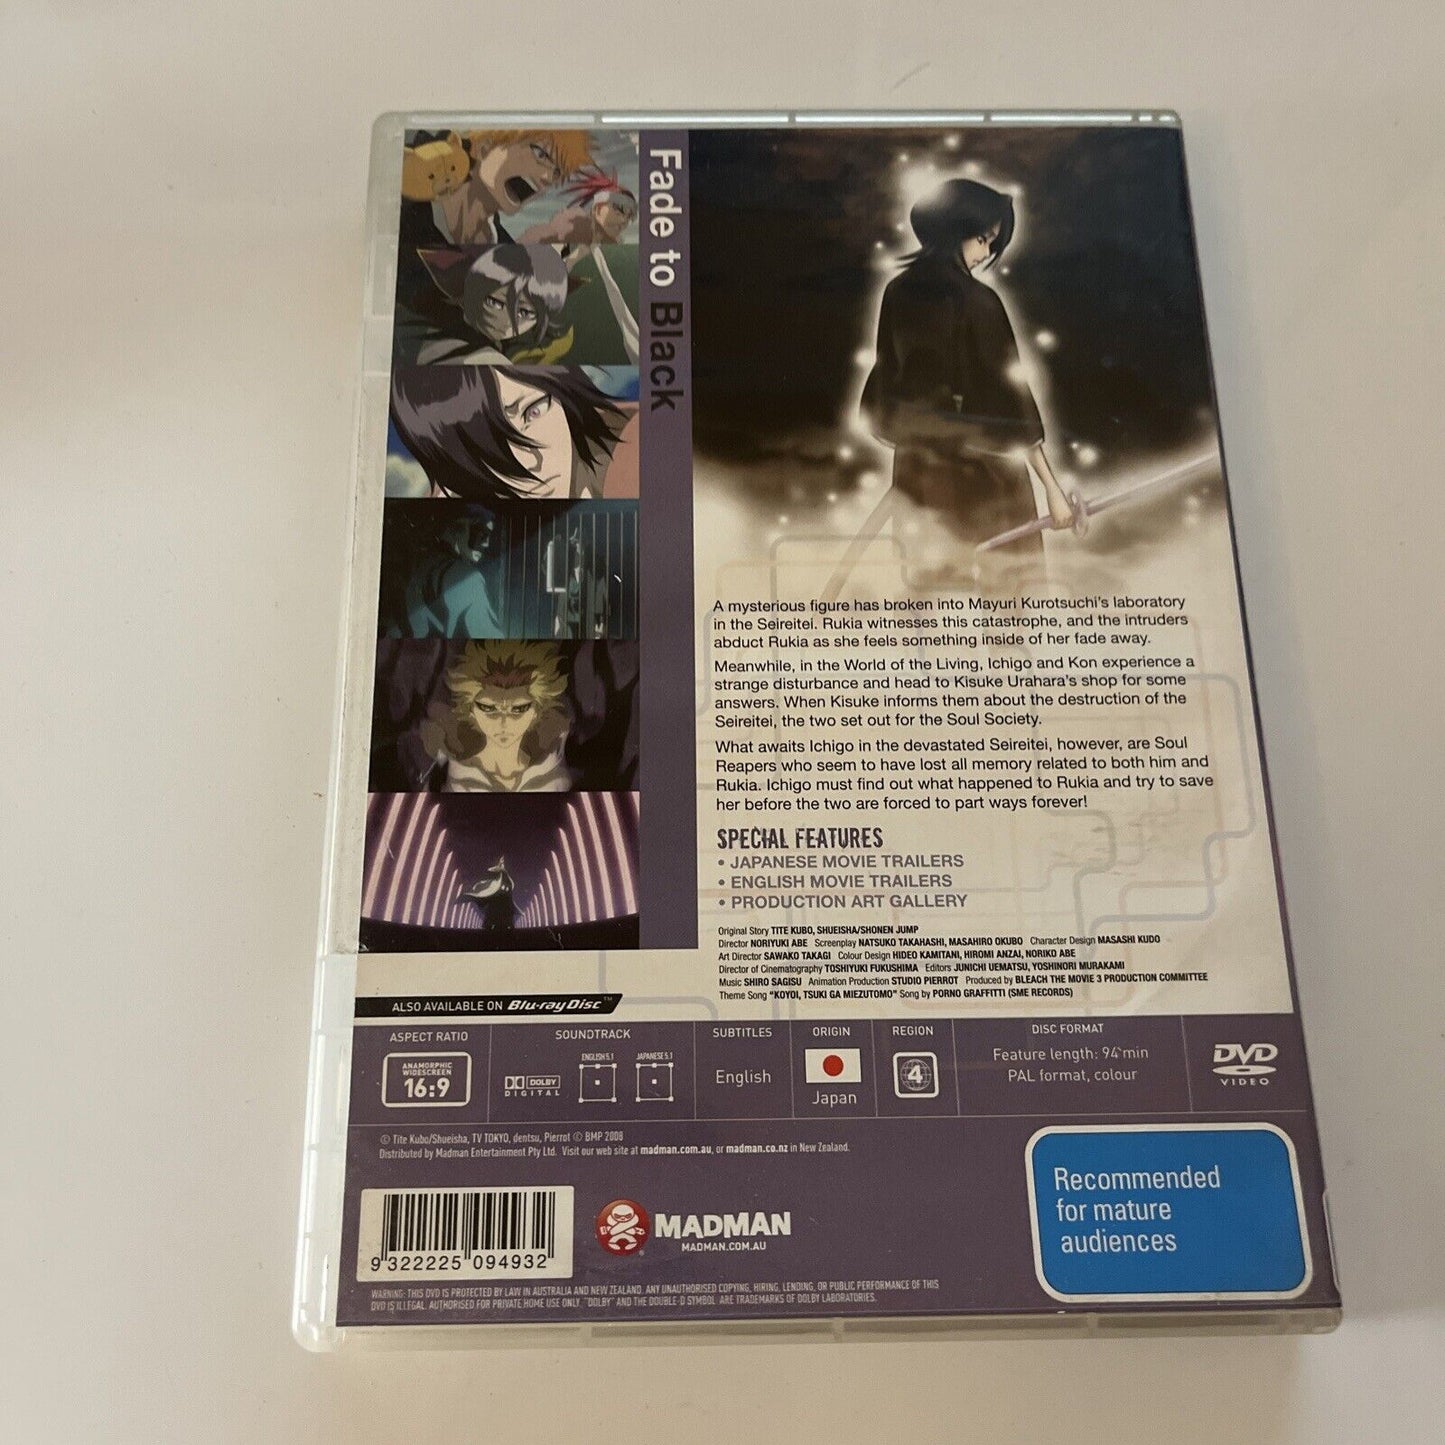 Fade to Black
A mysterious figure has broken into Mayuri Kurotsuchi's laboratory
in the Seireitei. Rukia witnesses this catastrophe, and the intruders
abduct Rukia as she feels something inside of her fade away.
Meanwhile, in the World of the Living, Ichigo and Kon experience a
strange disturbance and head to Kisuke Urahara's shop for some
answers. When Kisuke informs them about the destruction of the
Seireitei, the two set out for the Soul Society.
What awaits Ichigo in the devastated Seireitei, however, are Soul
Reapers who seem to have lost all memory related to both him and
Rukia. Ichigo must find out what happened to Rukia and try to save
her before the two are forced to part ways forever!
SPECIAL FEATURES
• JAPANESE MOVIE TRAILERS
• ENGLISH MOVIE TRAILERS
• PRODUCTION ART GALLERY
Original Story TITE KUBO, SHUEISHA/SHONEN JUMP
Director NORIYUKI ABE Screenplay NATSUKO TAKAHASHI, MASAHIRO OKUBO Character Design MASASHI KUDO
Art Director SAWAKO TAKAGI Colour Design HIDEO KAMITANI, HIROMI ANZAI, NORIKO ABE
Director of Cinematography TOSHIYUKI FUKUSHIMA Editors JUNICHI UEMATSU, YOSHINORI MURAKAMI
Music SHIRO SAGISU Animation Production STUDIO PIERROT Produced by BLEACH THE MOVIE 3 PRODUCTION COMMITTEE
Theme Song "KOYOI, TSUKI GA MIEZUTOMO" Song by PORNO GRAFFITTI (SME RECORDS)
ALSO AVAILABLE ON Blu-ray Disc™
ASPECT RATIO
ANAMORPHIC
WIDESCREEN
16:9
SOUNDTRACK
DOLBY
DIGITAL
ENGLISH 5.1
JAPANESE 5.1
SUBTITLES
English
ORIGIN
Japan
REGION
4
DISC FORMAT
Feature length: 94 min
PAL format, colour
DVD
VIDEO
© Tite Kubo/Shueisha, TV TOKYO, dentsu, Pierrot © BMP 2008
Distributed by Madman Entertainment Pty Ltd. Visit our web site at madman.com.au, or madman.co.nz in New Zealand.
9 322225 094932
MADMAN
MADMAN.COM.AU
Recommended
for mature
audiences
WARNING: THIS DVD IS PROTECTED BY LAW IN AUSTRALIA AND NEW ZEALAND. ANY UNAUTHORISED COPYING, HIRING, LENDING, OR PUBLIC PERFORMANCE OF THIS
DVD IS ILLEGAL. AUTHORISED FOR PRIVATE HOME USE ONLY. "DOLBY" AND THE DOUBLE-D SYMBOL ARE TRADEMARKS OF DOLBY LABORATORIES.